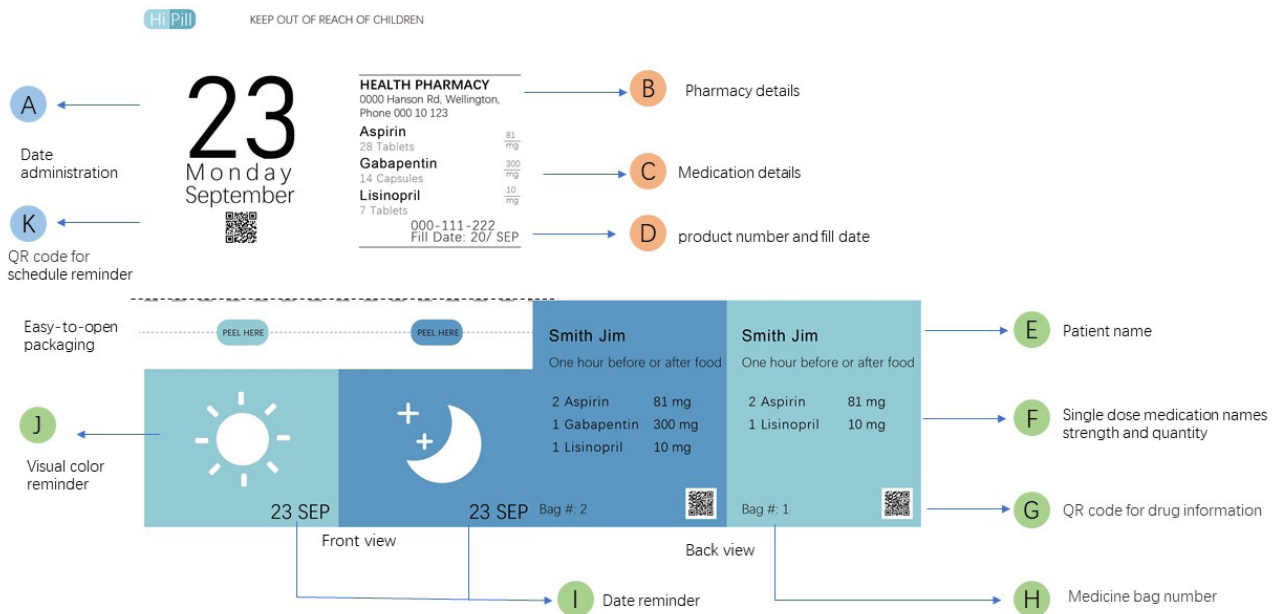 Hi Pill
KEEP OUT OF REACH OF CHILDREN
A
Date
administration
K
QR code for
schedule reminder
23
Monday
September
HEALTH PHARMACY
0000 Hanson Rd, Wellington,
Phone 000 10 123
Aspirin 81 mg
28 Tablets
Gabapentin 300 mg
14 Capsules
Lisinopril 10 mg
7 Tablets
000-111-222
Fill Date: 20/ SEP
B Pharmacy details
C Medication details
D product number and fill date
Easy-to-open
packaging
PEEL HERE
PEEL HERE
J
Visual color
reminder
23 SEP
23 SEP
Front view
Smith Jim
One hour before or after food
2 Aspirin 81 mg
1 Gabapentin 300 mg
1 Lisinopril 10 mg
Bag #: 2
Smith Jim
One hour before or after food
2 Aspirin 81 mg
1 Lisinopril 10 mg
Bag #: 1
Back view
E Patient name
F Single dose medication names
strength and quantity
G QR code for drug information
H Medicine bag number
I Date reminder